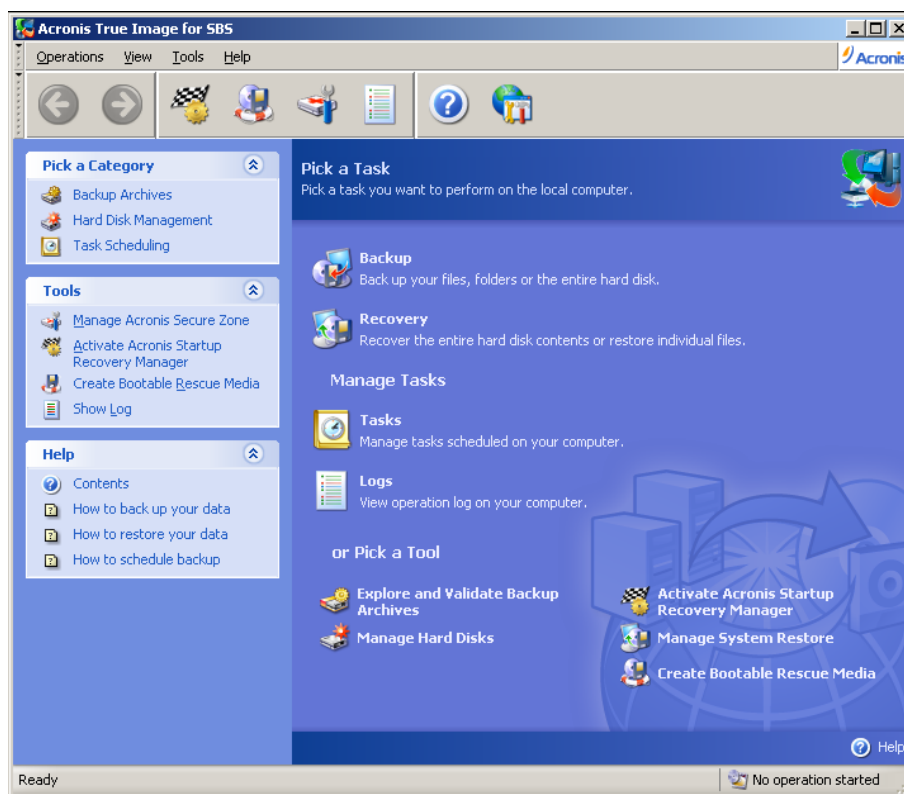 Acronis True Image for SBS
Operations View Tools Help
Acronis
Pick a Category
Backup Archives
Hard Disk Management
Task Scheduling
Tools
Manage Acronis Secure Zone
Activate Acronis Startup
Recovery Manager
Create Bootable Rescue Media
Show Log
Help
Contents
How to back up your data
How to restore your data
How to schedule backup
Pick a Task
Pick a task you want to perform on the local computer.
Backup
Back up your files, folders or the entire hard disk.
Recovery
Recover the entire hard disk contents or restore individual files.
Manage Tasks
Tasks
Manage tasks scheduled on your computer.
Logs
View operation log on your computer.
or Pick a Tool
Explore and Validate Backup
Archives
Manage Hard Disks
Activate Acronis Startup
Recovery Manager
Manage System Restore
Create Bootable Rescue Media
Help
Ready
No operation started